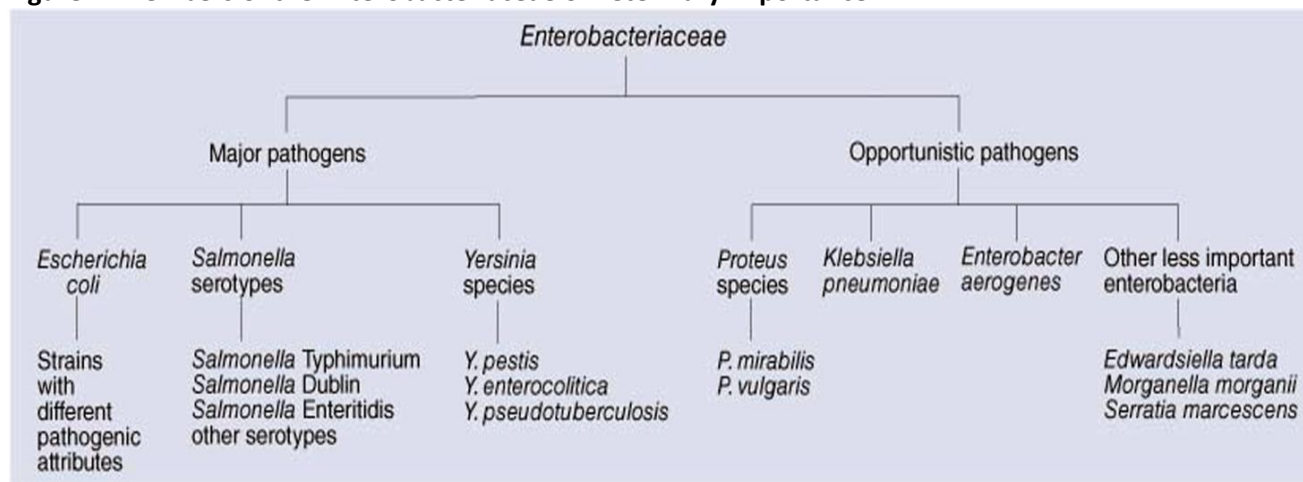 Enterobacteriaceae
Major pathogens
Opportunistic pathogens
Escherichia
coli
Salmonella
serotypes
Yersinia
species
Proteus
species
Klebsiella
pneumoniae
Enterobacter
aerogenes
Other less important
enterobacteria
Strains
with
different
pathogenic
attributes
Salmonella Typhimurium
Salmonella Dublin
Salmonella Enteritidis
other serotypes
Y. pestis
Y. enterocolitica
Y. pseudotuberculosis
P. mirabilis
P. vulgaris
Edwardsiella tarda
Morganella morganii
Serratia marcescens